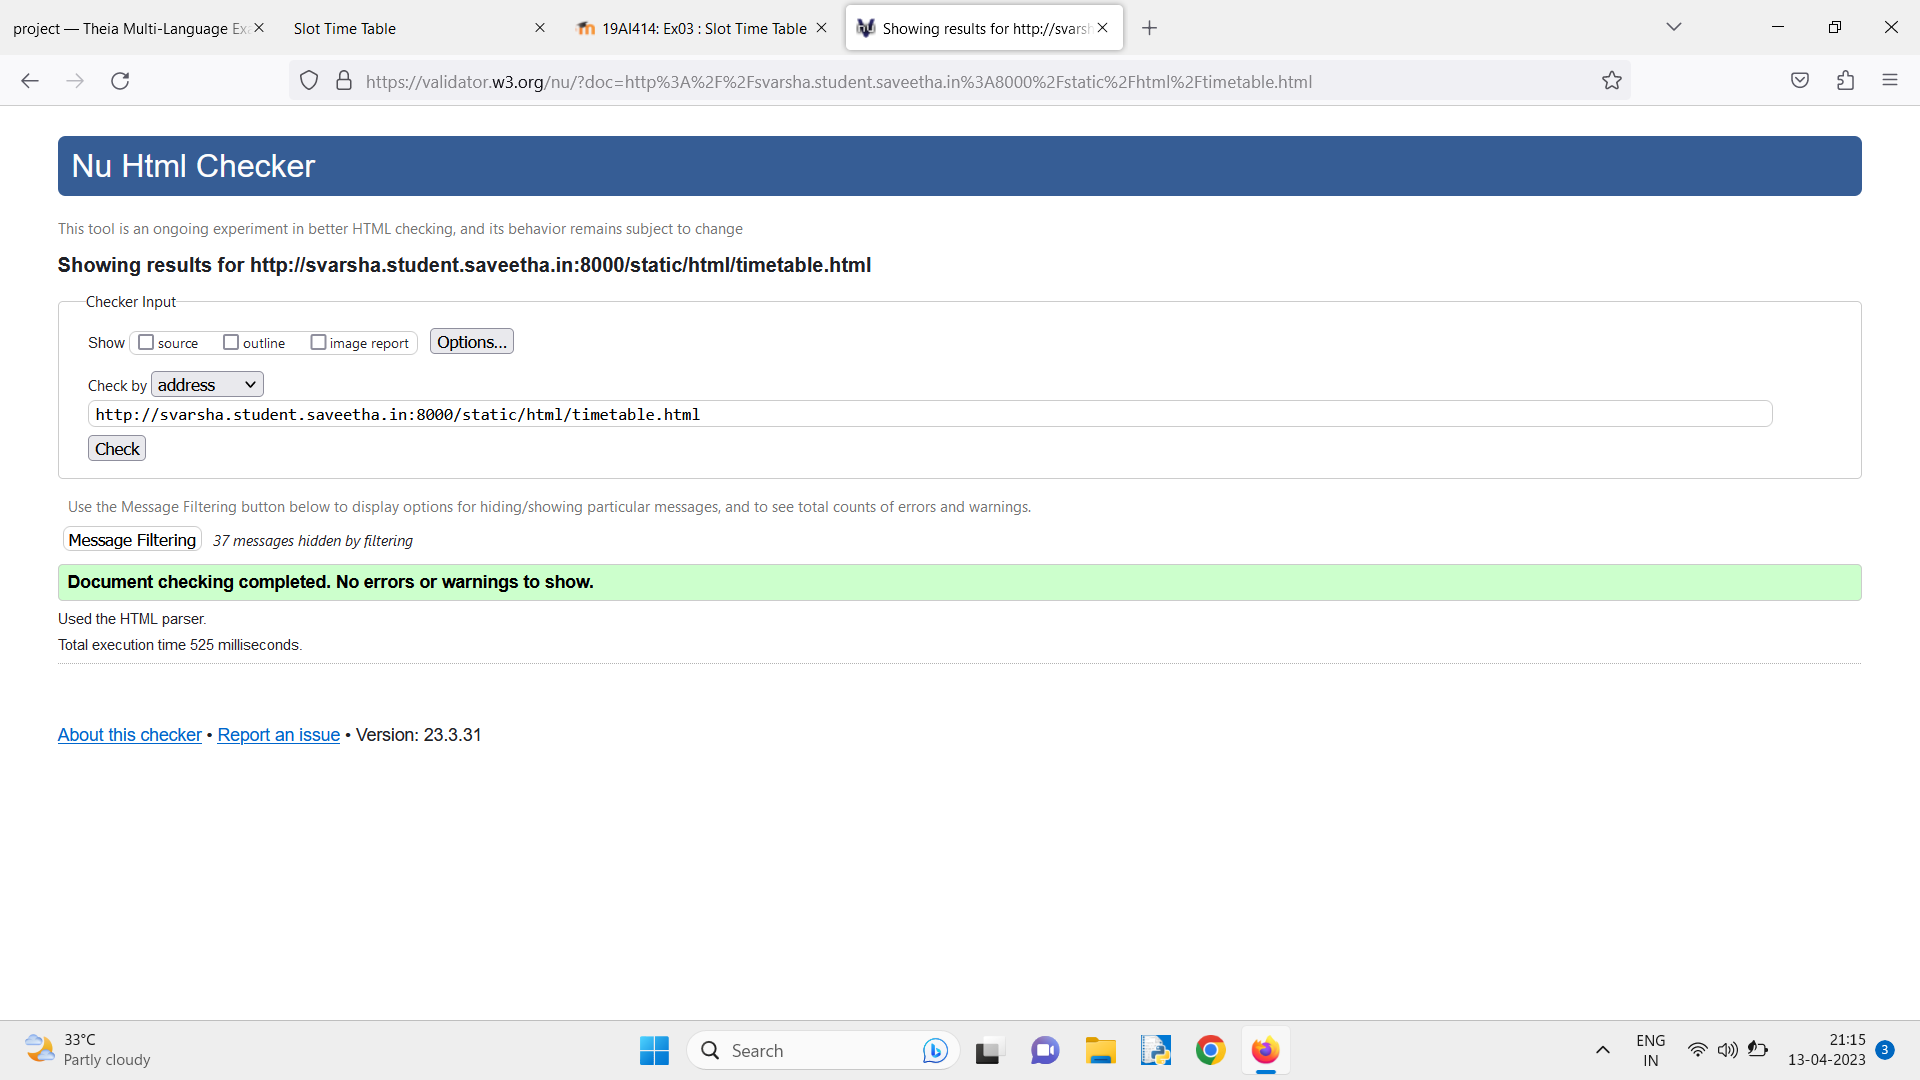 project — Theia Multi-Language Exa
Slot Time Table
19AI414: Ex03 : Slot Time Table
Showing results for http://svarsh
https://validator.w3.org/nu/?doc=http%3A%2F%2Fsvarsha.student.saveetha.in%3A8000%2Fstatic%2Fhtml%2Ftimetable.html
Nu Html Checker
This tool is an ongoing experiment in better HTML checking, and its behavior remains subject to change
Showing results for http://svarsha.student.saveetha.in:8000/static/html/timetable.html
Checker Input
Show source outline image report Options...
Check by address
http://svarsha.student.saveetha.in:8000/static/html/timetable.html
Check
Use the Message Filtering button below to display options for hiding/showing particular messages, and to see total counts of errors and warnings.
Message Filtering 37 messages hidden by filtering
Document checking completed. No errors or warnings to show.
Used the HTML parser.
Total execution time 525 milliseconds.
About this checker • Report an issue • Version: 23.3.31
33°C
Partly cloudy
Search
ENG
IN
21:15
13-04-2023
3